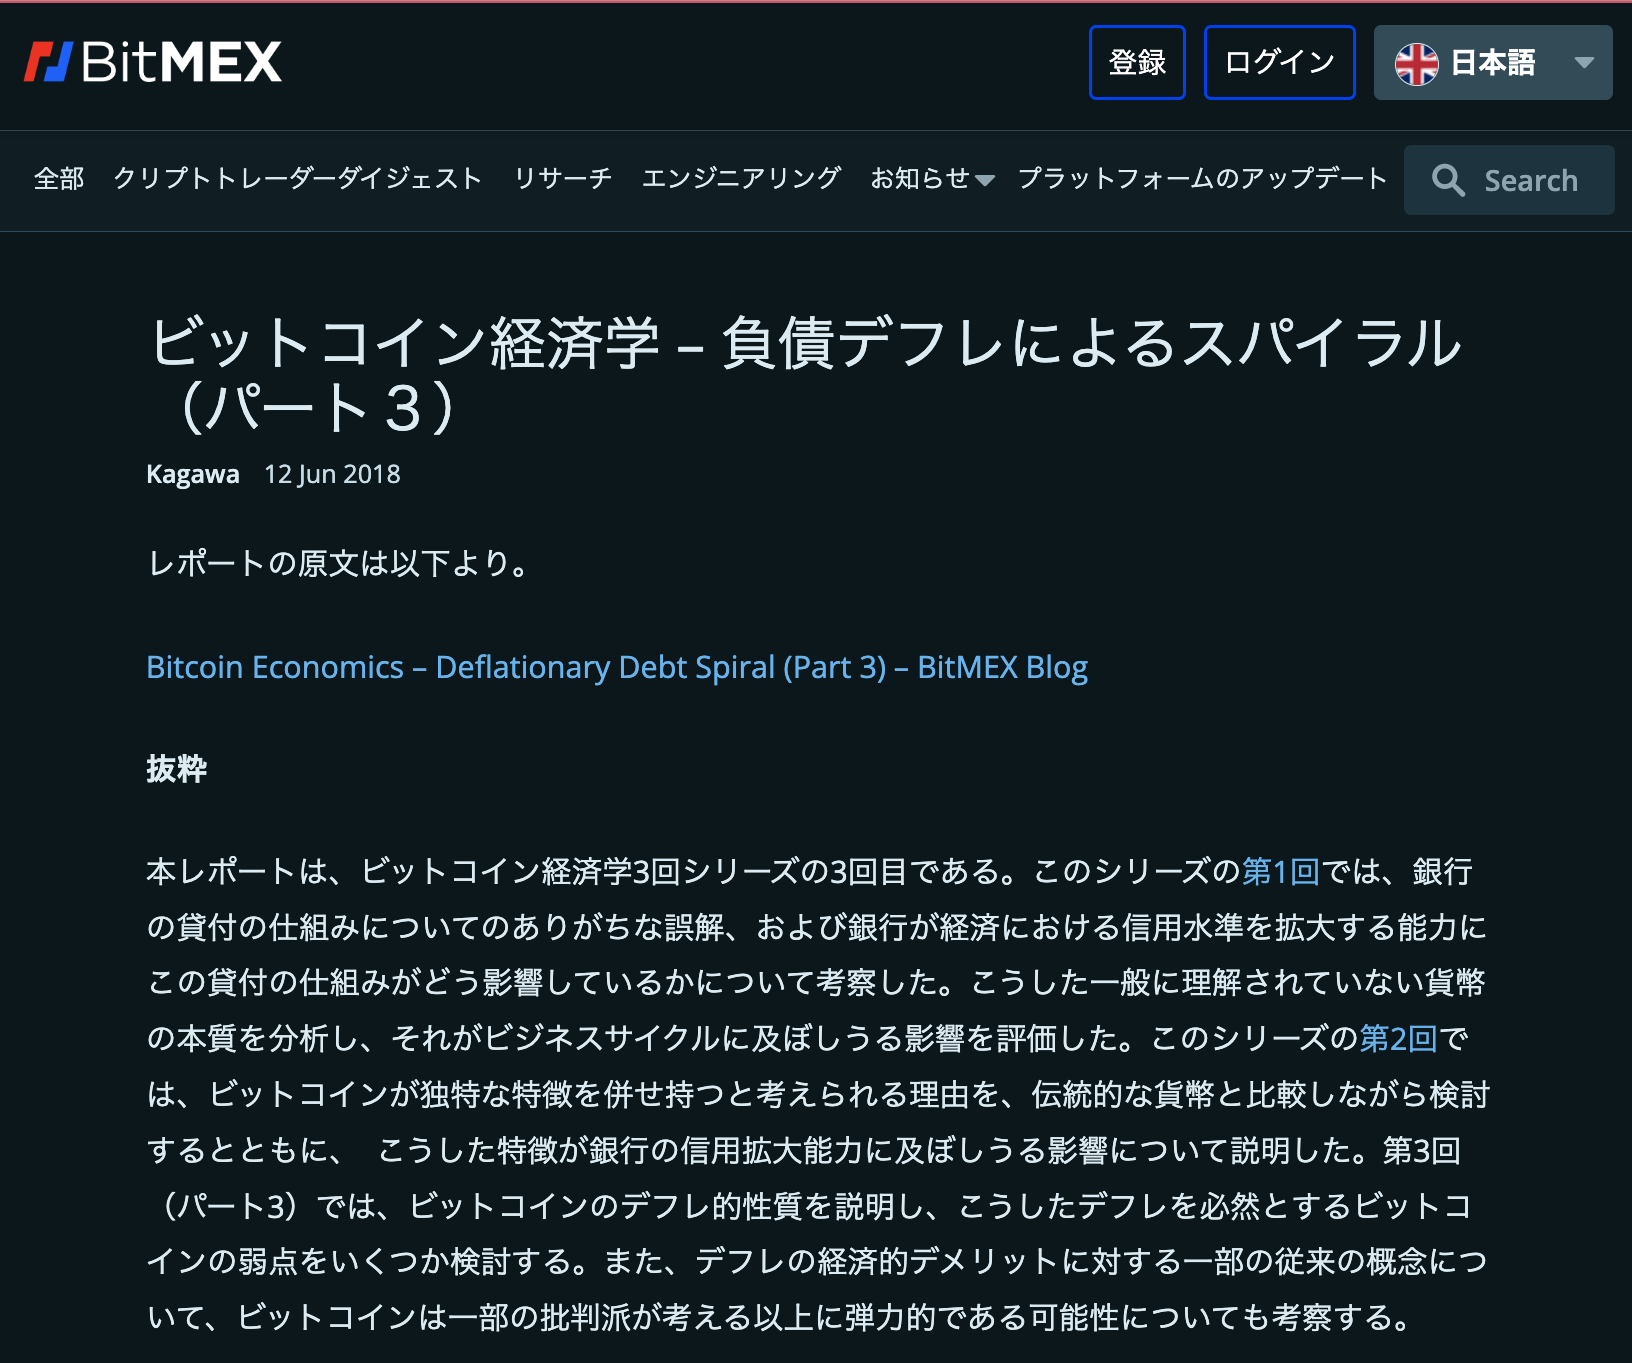 BitMEX
登録
ログイン
日本語
全部 クリプトトレーダーダイジェスト リサーチ エンジニアリング お知らせ プラットフォームのアップデート Search
ビットコイン経済学 – 負債デフレによるスパイラル
（パート３）
Kagawa 12 Jun 2018
レポートの原文は以下より。
Bitcoin Economics – Deflationary Debt Spiral (Part 3) – BitMEX Blog
抜粋
本レポートは、ビットコイン経済学3回シリーズの3回目である。このシリーズの第1回では、銀行
の貸付の仕組みについてのありがちな誤解、および銀行が経済における信用水準を拡大する能力に
この貸付の仕組みがどう影響しているかについて考察した。こうした一般に理解されていない貨幣
の本質を分析し、それがビジネスサイクルに及ぼしうる影響を評価した。このシリーズの第2回で
は、ビットコインが独特な特徴を併せ持つと考えられる理由を、伝統的な貨幣と比較しながら検討
するとともに、　こうした特徴が銀行の信用拡大能力に及ぼしうる影響について説明した。第3回
（パート3）では、ビットコインのデフレ的性質を説明し、こうしたデフレを必然とするビットコ
インの弱点をいくつか検討する。また、デフレの経済的デメリットに対する一部の従来の概念につ
いて、ビットコインは一部の批判派が考える以上に弾力的である可能性についても考察する。